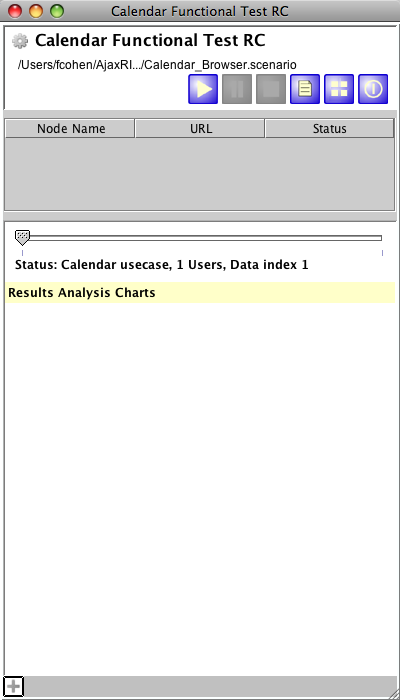 Calendar Functional Test RC
Calendar Functional Test RC
/Users/fcohen/AjaxRI.../Calendar_Browser.scenario
Node Name URL Status
Status: Calendar usecase, 1 Users, Data index 1
Results Analysis Charts